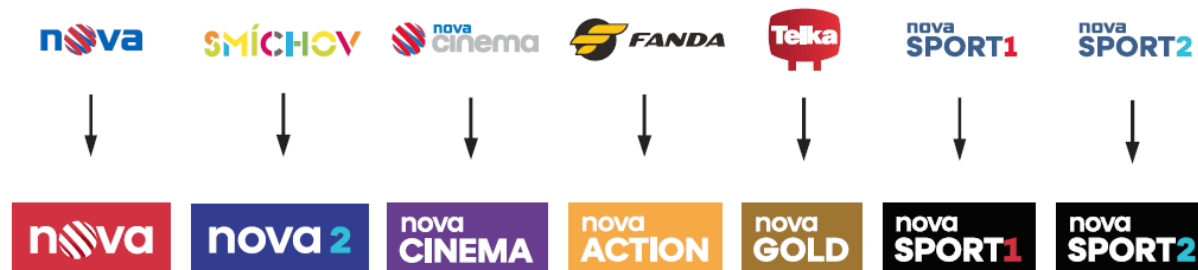 nova
SMÍCHOV
nova
cinema
FANDA
Telka
nova
SPORT1
nova
SPORT2
nova
nova 2
nova
CINEMA
nova
ACTION
nova
GOLD
nova
SPORT1
nova
SPORT2